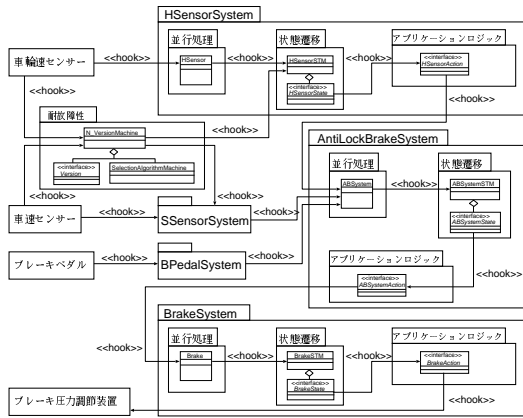 HSensorSystem
車輪速センサー
<<hook>>
並行処理
HSensor
<<hook>>
状態遷移
HSensorSTM
<<interface>>
HSensorState
<<hook>>
アプリケーションロジック
<<interface>>
HSensorAction
<<hook>>
<<hook>>
<<hook>>
耐故障性
N_VersionMachine
<<interface>>
Version
SelectionAlgorithmMachine
<<hook>>
<<hook>>
車速センサー
<<hook>>
SSensorSystem
<<hook>>
ブレーキペダル
<<hook>>
BPedalSystem
<<hook>>
AntiLockBrakeSystem
並行処理
ABSystem
<<hook>>
状態遷移
ABSystemSTM
<<interface>>
ABSystemState
<<hook>>
アプリケーションロジック
<<interface>>
ABSystemAction
<<hook>>
BrakeSystem
並行処理
Brake
<<hook>>
状態遷移
BrakeSTM
<<interface>>
BrakeState
<<hook>>
アプリケーションロジック
<<interface>>
BrakeAction
<<hook>>
ブレーキ圧力調節装置